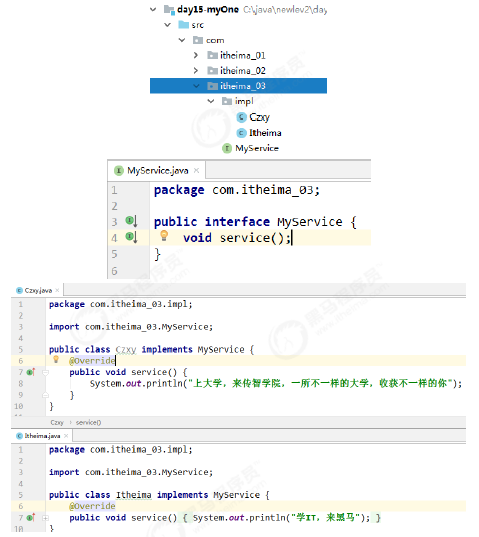 day15-myOne C:\java\newlev2\day
src
com
itheima_01
itheima_02
itheima_03
impl
Czxy
Itheima
MyService
MyService.java
1 package com.itheima_03;
2
3 public interface MyService {
4 void service();
5 }
6
Czxy.java
1 package com.itheima_03.impl;
2
3 import com.itheima_03.MyService;
4
5 public class Czxy implements MyService {
6 @Override
7 public void service() {
8 System.out.println("上大学，来传智学院，一所不一样的大学，收获不一样的你");
9 }
10 }
Czxy › service()
Itheima.java
1 package com.itheima_03.impl;
2
3 import com.itheima_03.MyService;
4
5 public class Itheima implements MyService {
6 @Override
7 public void service() { System.out.println("学IT，来黑马"); }
10 }